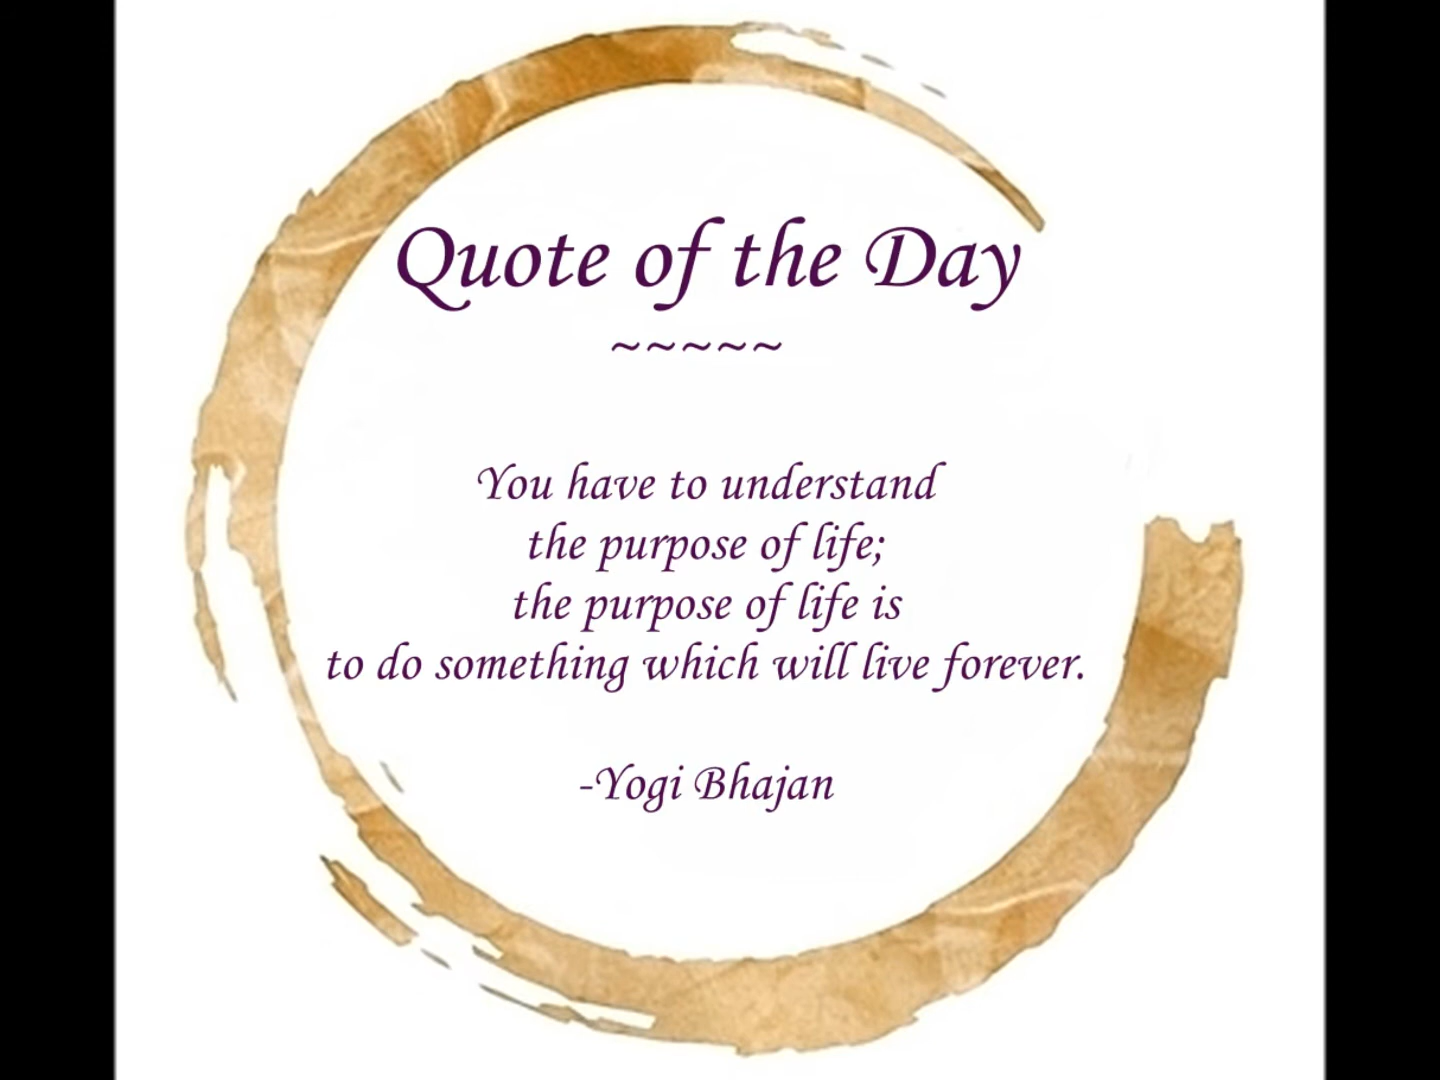 Quote of the Day
~~~~~
You have to understand
the purpose of life;
the purpose of life is
to do something which will live forever.
-Yogi Bhajan